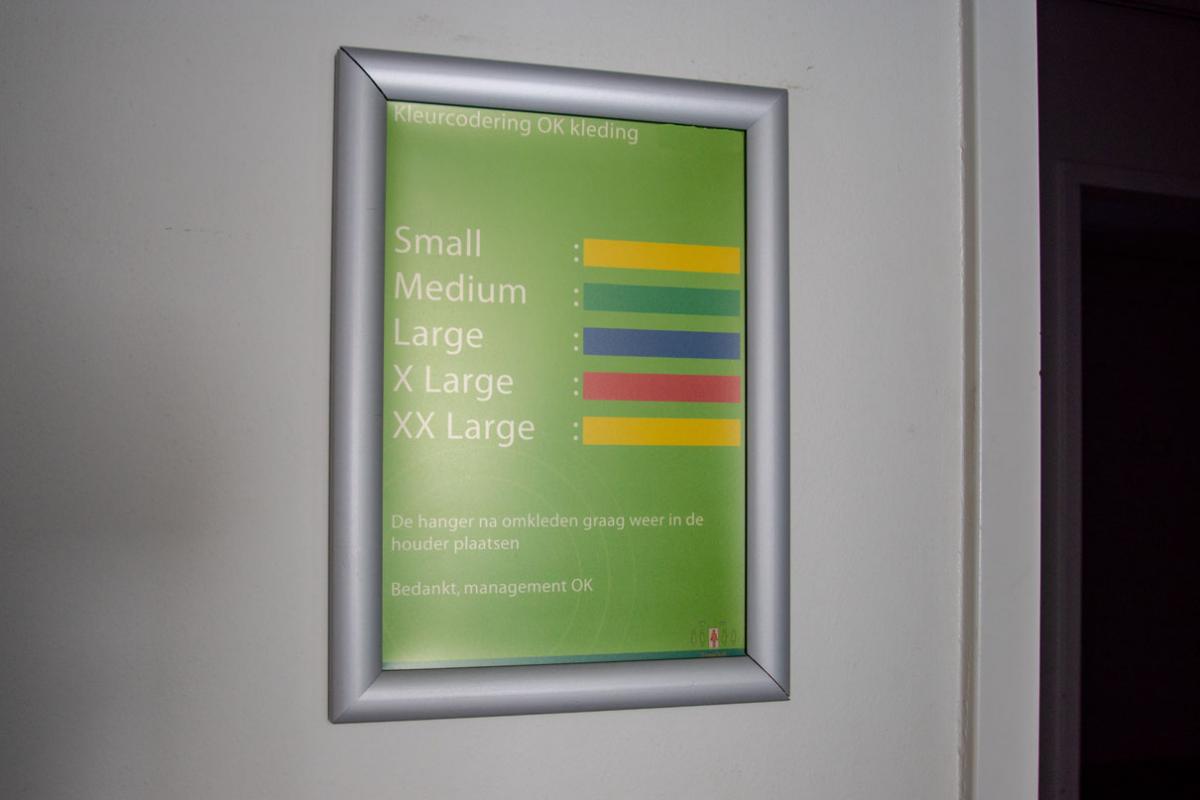 Kleurcodering OK kleding
Small :
Medium :
Large :
X Large :
XX Large :
De hanger na omkleden graag weer in de
houder plaatsen
Bedankt, management OK